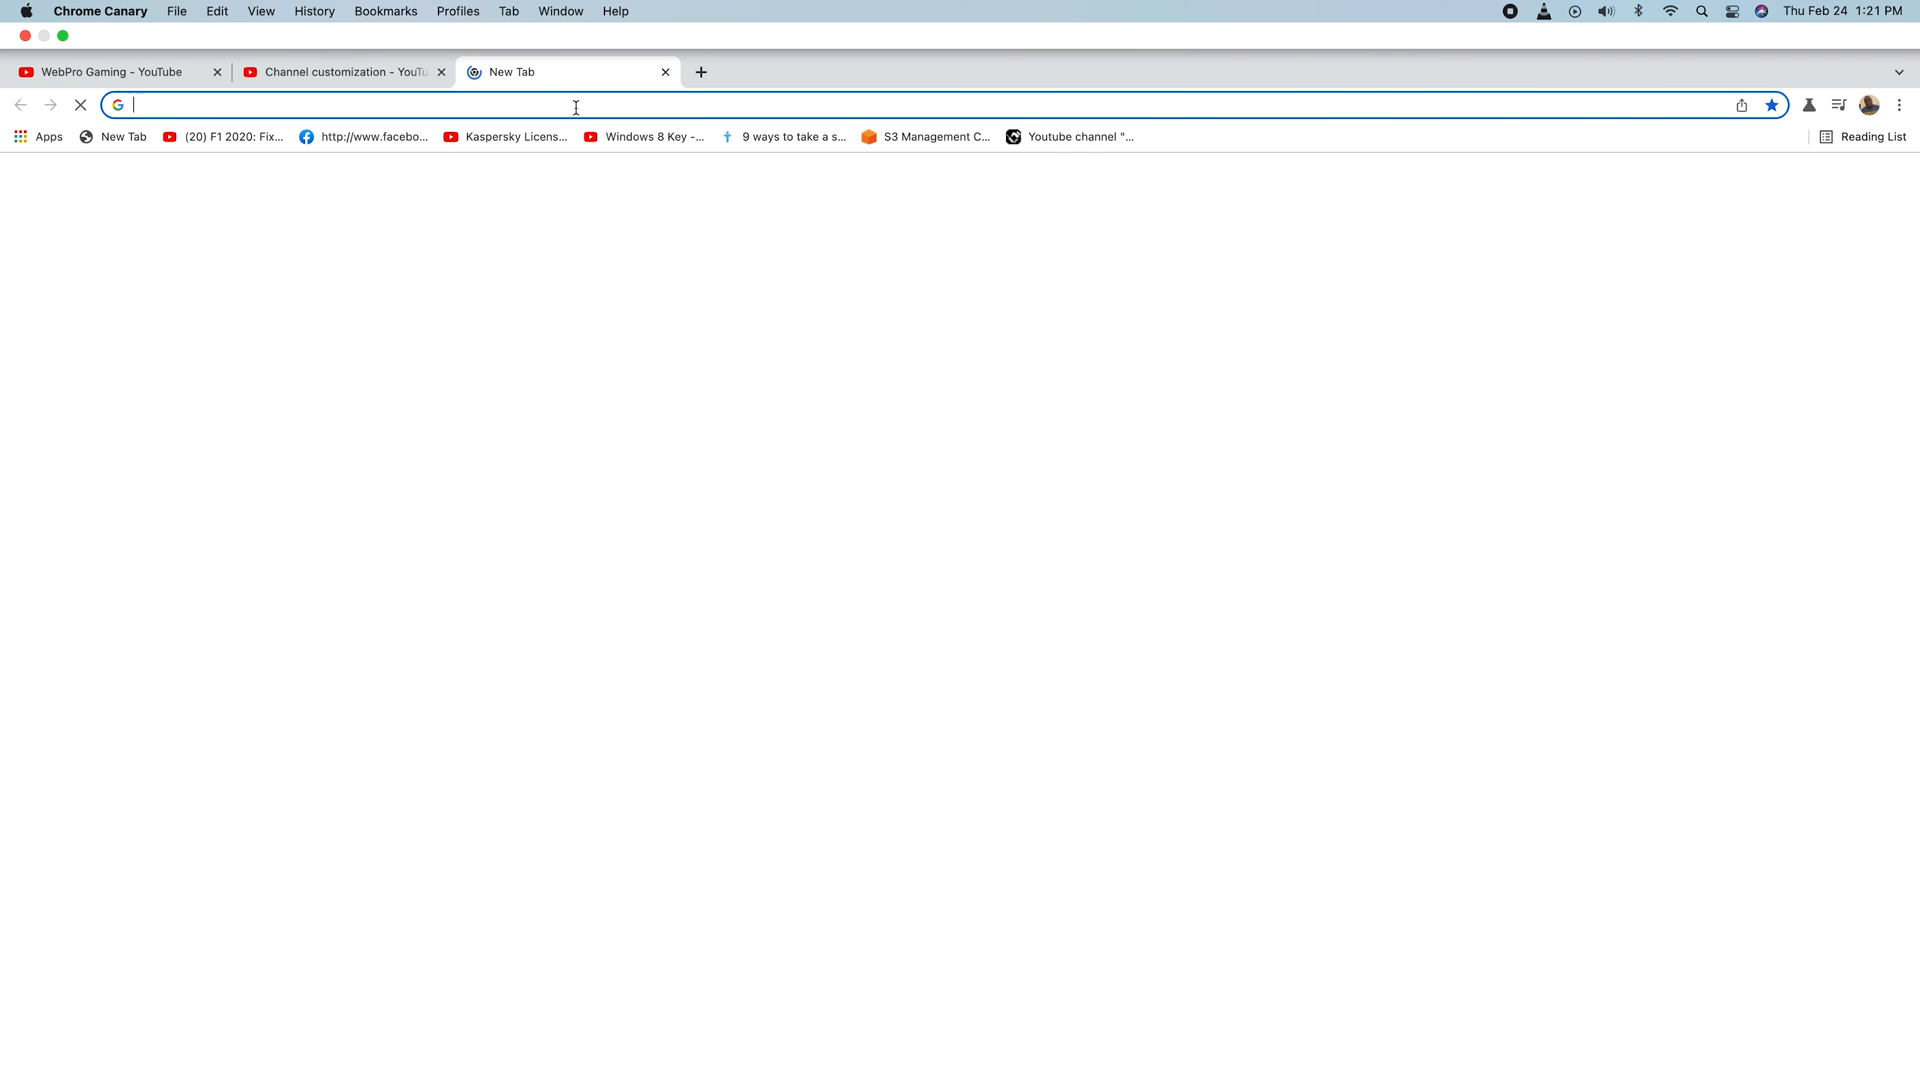 Chrome Canary File Edit View History Bookmarks Profiles Tab Window Help Thu Feb 24 1:21 PM
WebPro Gaming - YouTube Channel customization - YouTu New Tab
Apps New Tab (20) F1 2020: Fix... http://www.facebo... Kaspersky Licens... Windows 8 Key -... 9 ways to take a s... S3 Management C... Youtube channel "... Reading List